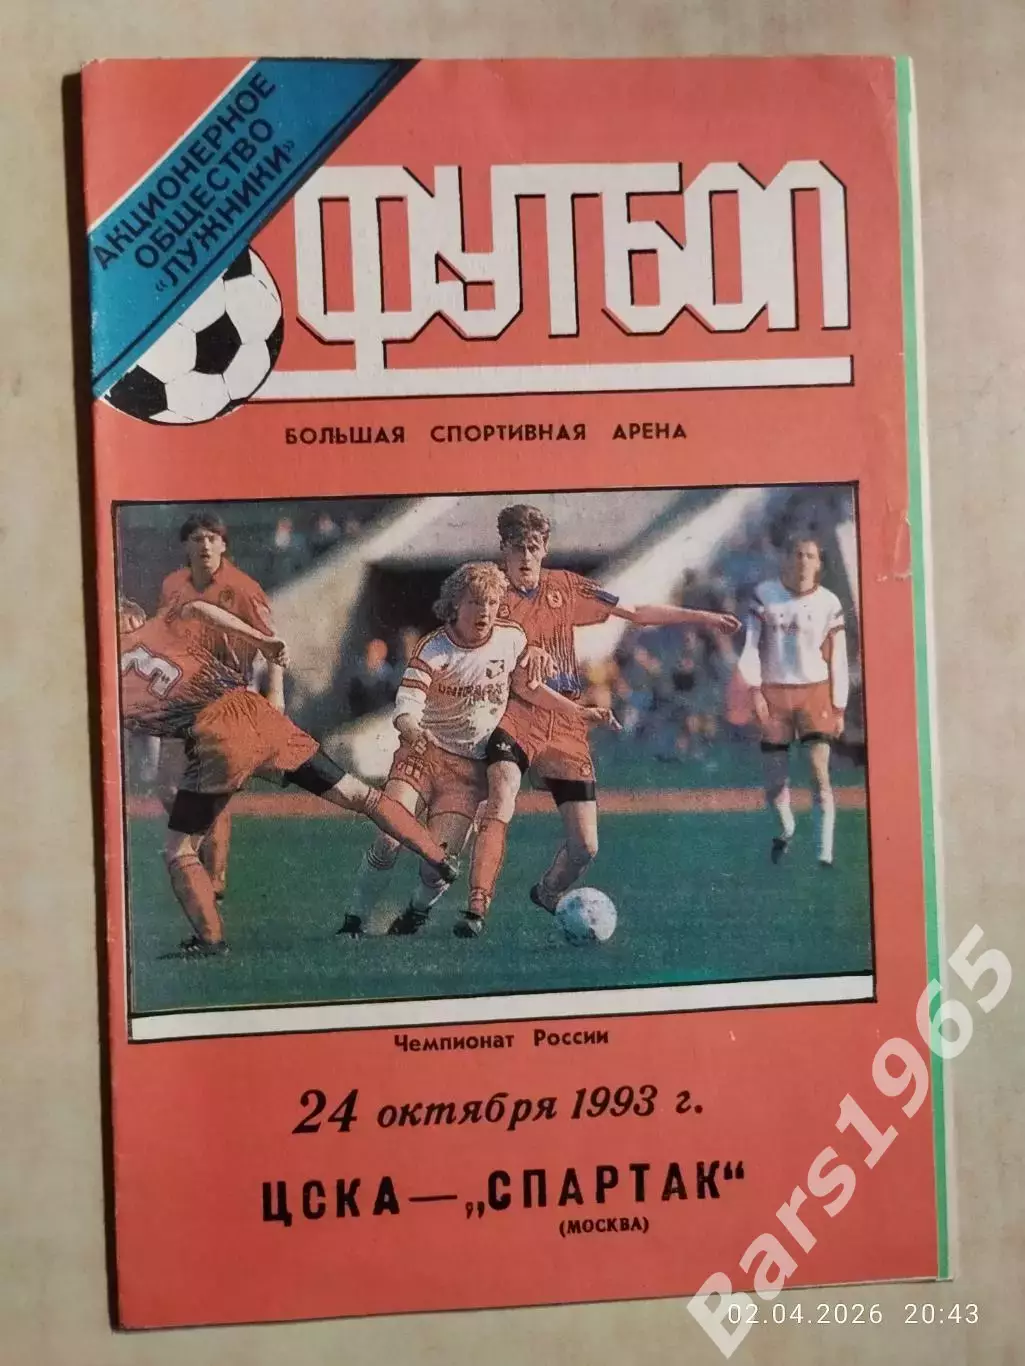 АКЦИОНЕРНОЕ
ОБЩЕСТВО
«ЛУЖНИКИ»
ФУТБОЛ
БОЛЬШАЯ СПОРТИВНАЯ АРЕНА
UNIPACK
Чемпионат России
24 октября 1993 г.
ЦСКА — „СПАРТАК“
(МОСКВА)
Bars1965
02.04.2026 20:43